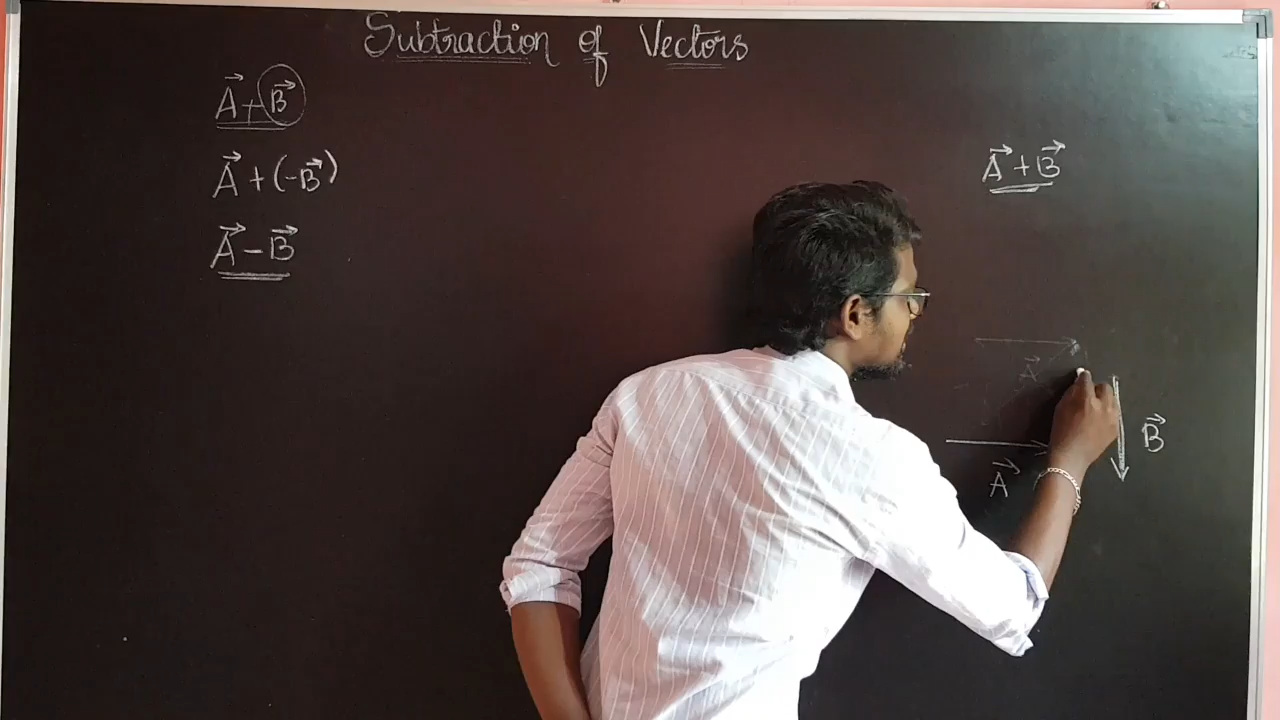 Subtraction of Vectors
A⃗ + B⃗
A⃗ + (-B⃗)
A⃗ - B⃗
A⃗ + B⃗
A⃗
B⃗
A⃗